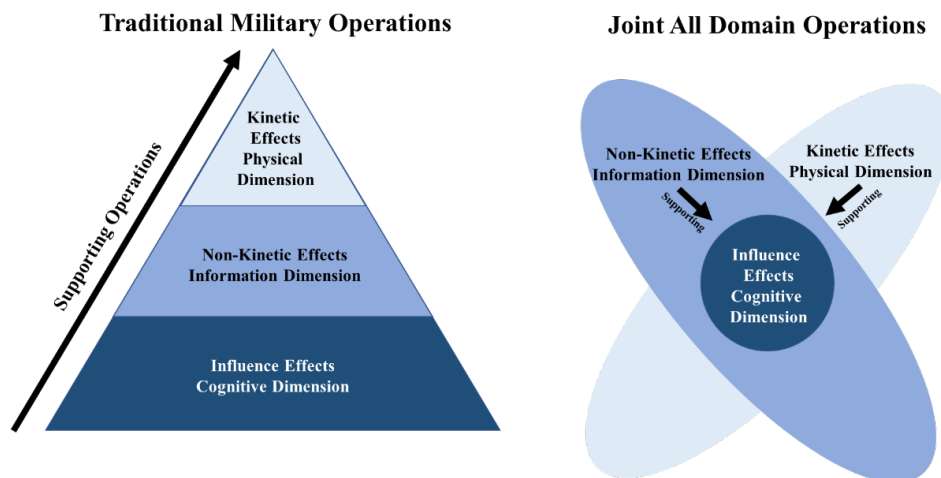 Traditional Military Operations
Supporting Operations
Kinetic
Effects
Physical
Dimension
Non-Kinetic Effects
Information Dimension
Influence Effects
Cognitive Dimension
Joint All Domain Operations
Non-Kinetic Effects
Information Dimension
Supporting
Kinetic Effects
Physical Dimension
Supporting
Influence
Effects
Cognitive
Dimension